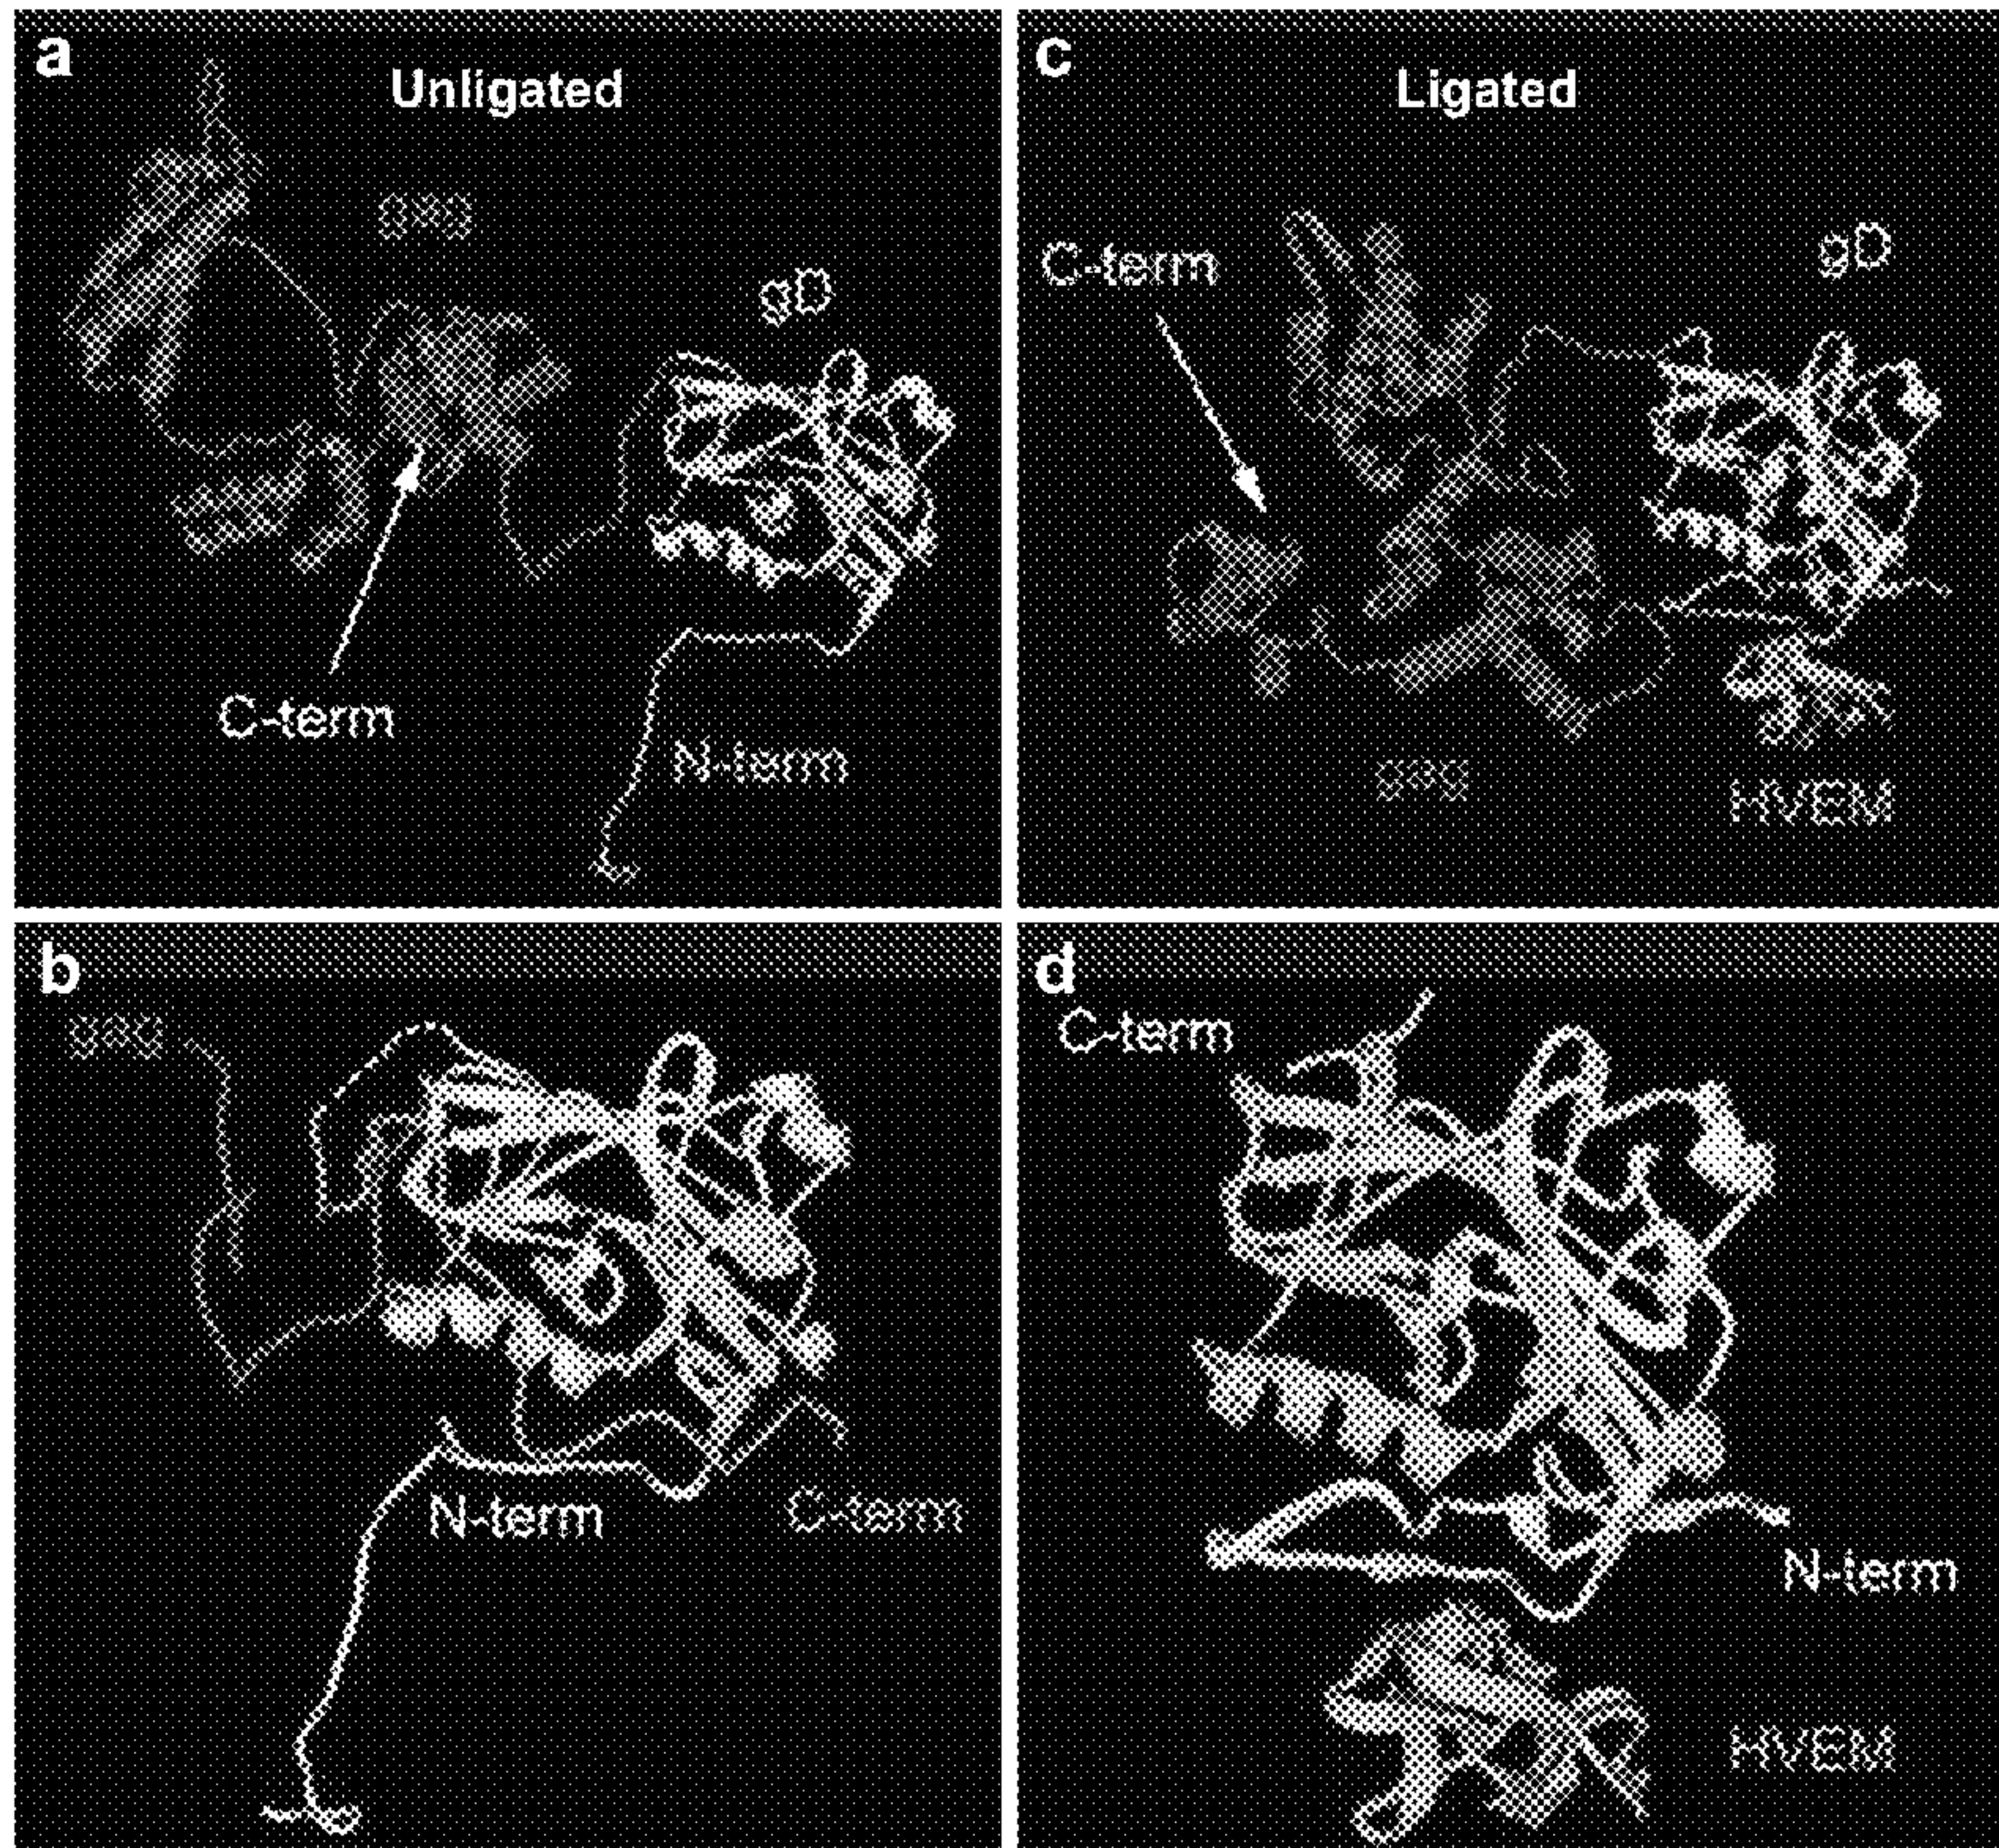 a
Unligated
gag
gD
C-term
N-term
c
Ligated
C-term
gD
gag
HVEM
b
gag
N-term
C-term
d
C-term
N-term
HVEM